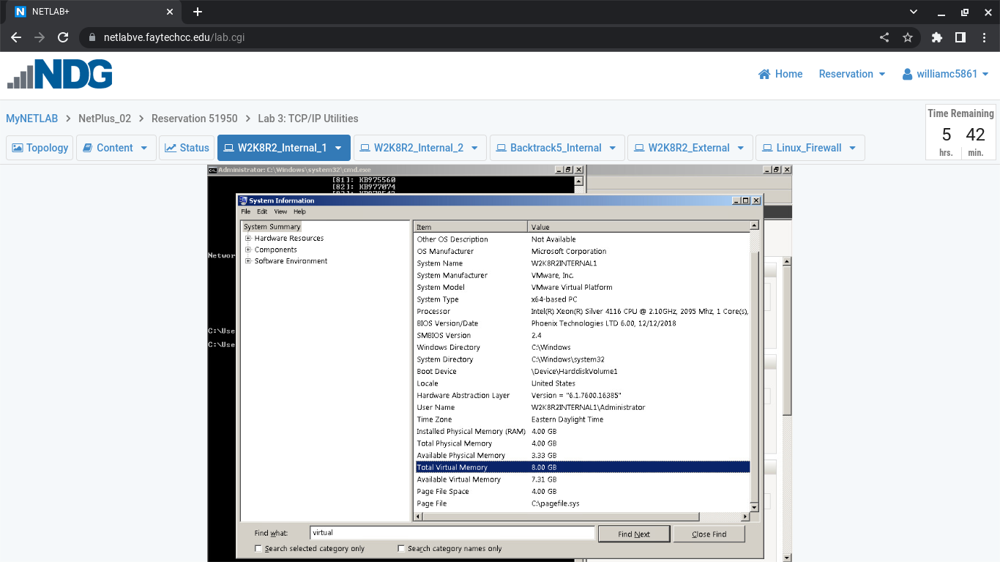 NETLAB+
netlabve.faytechcc.edu/lab.cgi
NDG
Home Reservation williamc5861
MyNETLAB > NetPlus_02 > Reservation 51950 > Lab 3: TCP/IP Utilities
Time Remaining
5 42
hrs. min.
Topology Content Status W2K8R2_Internal_1 W2K8R2_Internal_2 Backtrack5_Internal W2K8R2_External Linux_Firewall
Administrator: C:\Windows\system32\cmd.exe
[81]: KB975560
[82]: KB977074
Networ
C:\Use
C:\Use
System Information
File Edit View Help
System Summary
Hardware Resources
Components
Software Environment
Item Value
Other OS Description Not Available
OS Manufacturer Microsoft Corporation
System Name W2K8R2INTERNAL1
System Manufacturer VMware, Inc.
System Model VMware Virtual Platform
System Type x64-based PC
Processor Intel(R) Xeon(R) Silver 4116 CPU @ 2.10GHz, 2095 Mhz, 1 Core(s),
BIOS Version/Date Phoenix Technologies LTD 6.00, 12/12/2018
SMBIOS Version 2.4
Windows Directory C:\Windows
System Directory C:\Windows\system32
Boot Device \Device\HarddiskVolume1
Locale United States
Hardware Abstraction Layer Version = "6.1.7600.16385"
User Name W2K8R2INTERNAL1\Administrator
Time Zone Eastern Daylight Time
Installed Physical Memory (RAM) 4.00 GB
Total Physical Memory 4.00 GB
Available Physical Memory 3.33 GB
Total Virtual Memory 8.00 GB
Available Virtual Memory 7.31 GB
Page File Space 4.00 GB
Page File C:\pagefile.sys
Find what: virtual Find Next Close Find
Search selected category only Search category names only